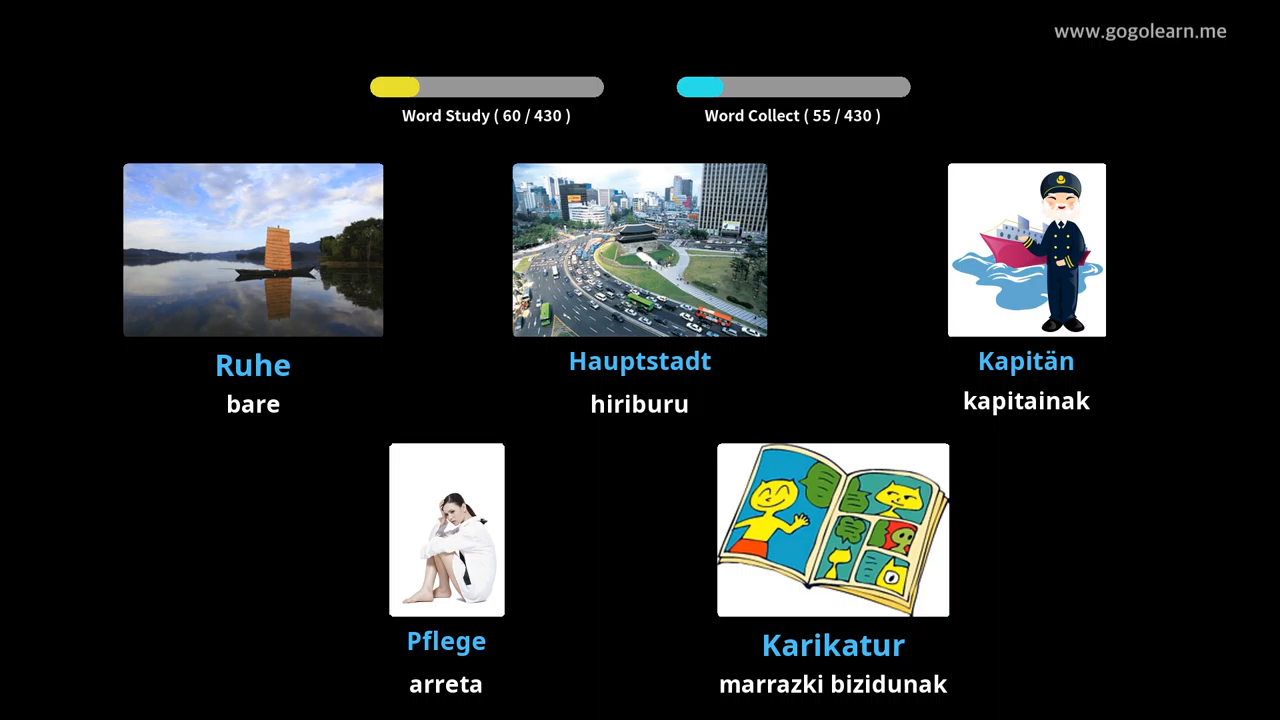 www.gogolearn.me
Word Study ( 60 / 430 )
Word Collect ( 55 / 430 )
Ruhe
bare
Hauptstadt
hiriburu
Kapitän
kapitainak
Pflege
arreta
Karikatur
marrazki bizidunak